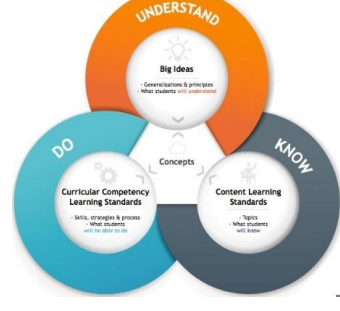 UNDERSTAND
Big Ideas
- Generalizations & principles
- What students will understand
DO
KNOW
Concepts
Curricular Competency
Learning Standards
- Skills, strategies & process
- What students
will be able to do
Content Learning
Standards
- Topics
- What students
will know